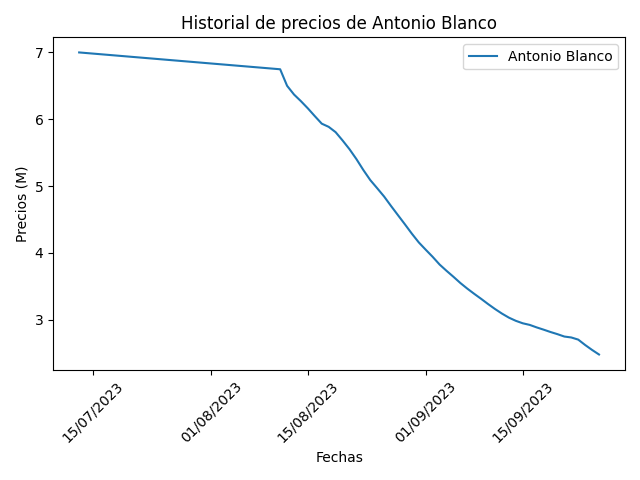 Historial de precios de Antonio Blanco
Antonio Blanco
Precios (M)
7
6
5
4
3
15/07/2023
01/08/2023
15/08/2023
01/09/2023
15/09/2023
Fechas